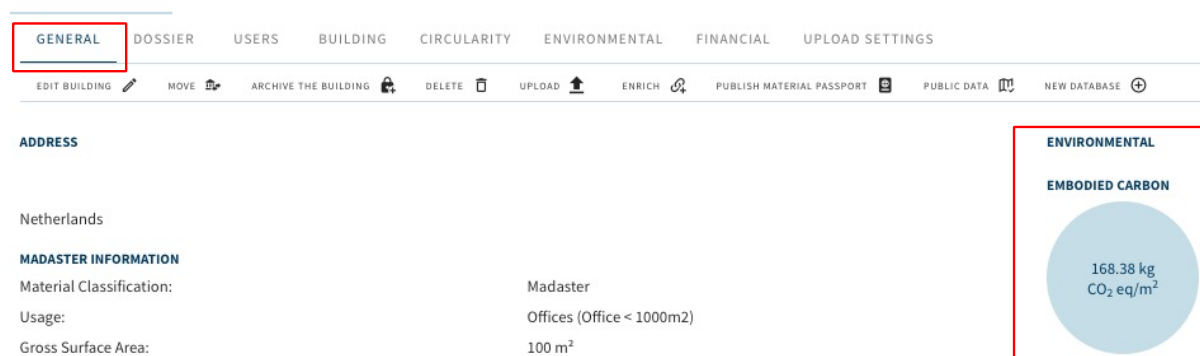 GENERAL DOSSIER USERS BUILDING CIRCULARITY ENVIRONMENTAL FINANCIAL UPLOAD SETTINGS
EDIT BUILDING MOVE ARCHIVE THE BUILDING DELETE UPLOAD ENRICH PUBLISH MATERIAL PASSPORT PUBLIC DATA NEW DATABASE
ADDRESS
Netherlands
MADASTER INFORMATION
Material Classification: Madaster
Usage: Offices (Office < 1000m2)
Gross Surface Area: 100 m²
ENVIRONMENTAL
EMBODIED CARBON
168.38 kg
CO₂ eq/m²